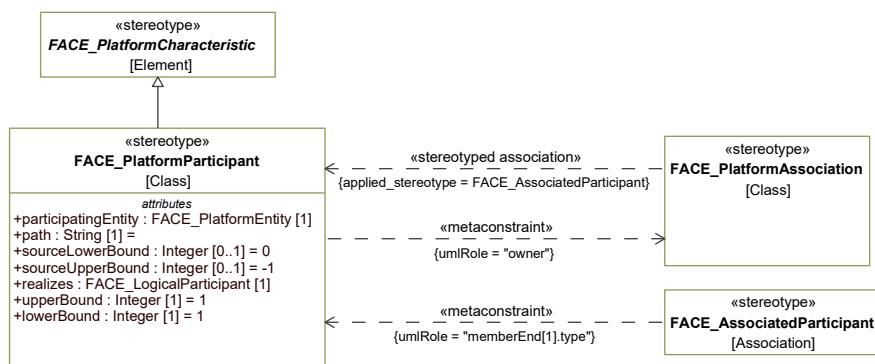 «stereotype»
FACE_PlatformCharacteristic
[Element]
«stereotype»
FACE_PlatformParticipant
[Class]
attributes
+participatingEntity : FACE_PlatformEntity [1]
+path : String [1] =
+sourceLowerBound : Integer [0..1] = 0
+sourceUpperBound : Integer [0..1] = -1
+realizes : FACE_LogicalParticipant [1]
+upperBound : Integer [1] = 1
+lowerBound : Integer [1] = 1
«stereotyped association»
{applied_stereotype = FACE_AssociatedParticipant}
«metaconstraint»
{umlRole = "owner"}
«metaconstraint»
{umlRole = "memberEnd[1].type"}
«stereotype»
FACE_PlatformAssociation
[Class]
«stereotype»
FACE_AssociatedParticipant
[Association]